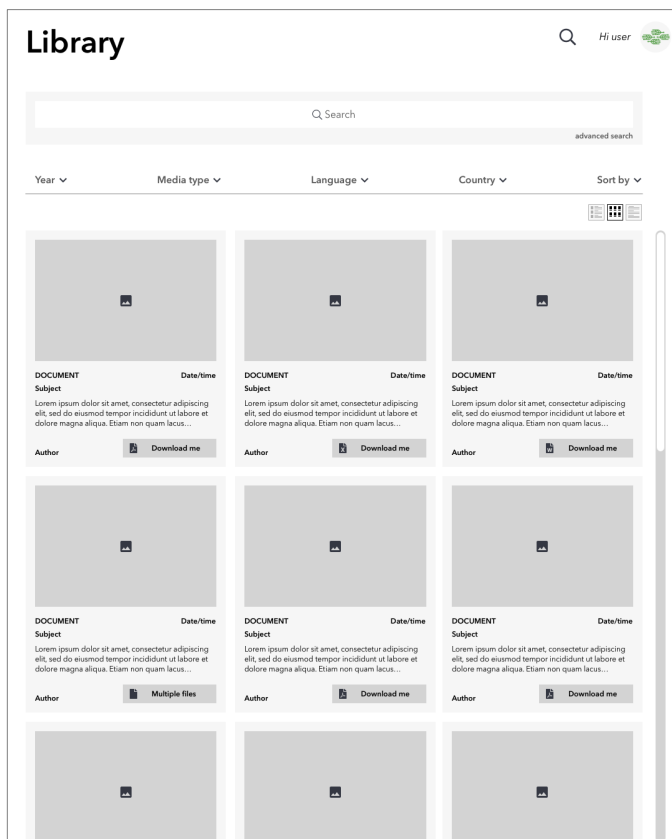 Library
Hi user
Search
advanced search
Year
Media type
Language
Country
Sort by
DOCUMENT Date/time
Subject
Lorem ipsum dolor sit amet, consectetur adipiscing
elit, sed do eiusmod tempor incididunt ut labore et
dolore magna aliqua. Etiam non quam lacus...
Author Download me
DOCUMENT Date/time
Subject
Lorem ipsum dolor sit amet, consectetur adipiscing
elit, sed do eiusmod tempor incididunt ut labore et
dolore magna aliqua. Etiam non quam lacus...
Author X Download me
DOCUMENT Date/time
Subject
Lorem ipsum dolor sit amet, consectetur adipiscing
elit, sed do eiusmod tempor incididunt ut labore et
dolore magna aliqua. Etiam non quam lacus...
Author W Download me
DOCUMENT Date/time
Subject
Lorem ipsum dolor sit amet, consectetur adipiscing
elit, sed do eiusmod tempor incididunt ut labore et
dolore magna aliqua. Etiam non quam lacus...
Author Multiple files
DOCUMENT Date/time
Subject
Lorem ipsum dolor sit amet, consectetur adipiscing
elit, sed do eiusmod tempor incididunt ut labore et
dolore magna aliqua. Etiam non quam lacus...
Author Download me
DOCUMENT Date/time
Subject
Lorem ipsum dolor sit amet, consectetur adipiscing
elit, sed do eiusmod tempor incididunt ut labore et
dolore magna aliqua. Etiam non quam lacus...
Author Download me